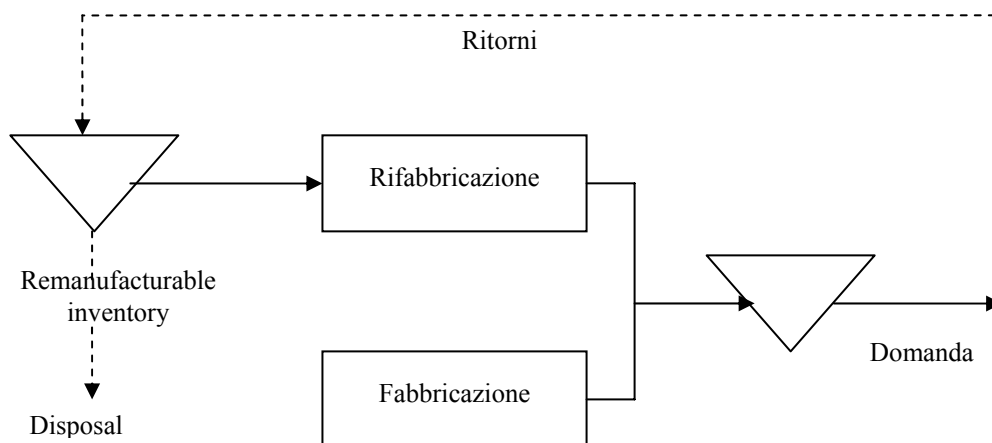 Ritorni
Rifabbricazione
Remanufacturable
inventory
Domanda
Fabbricazione
Disposal